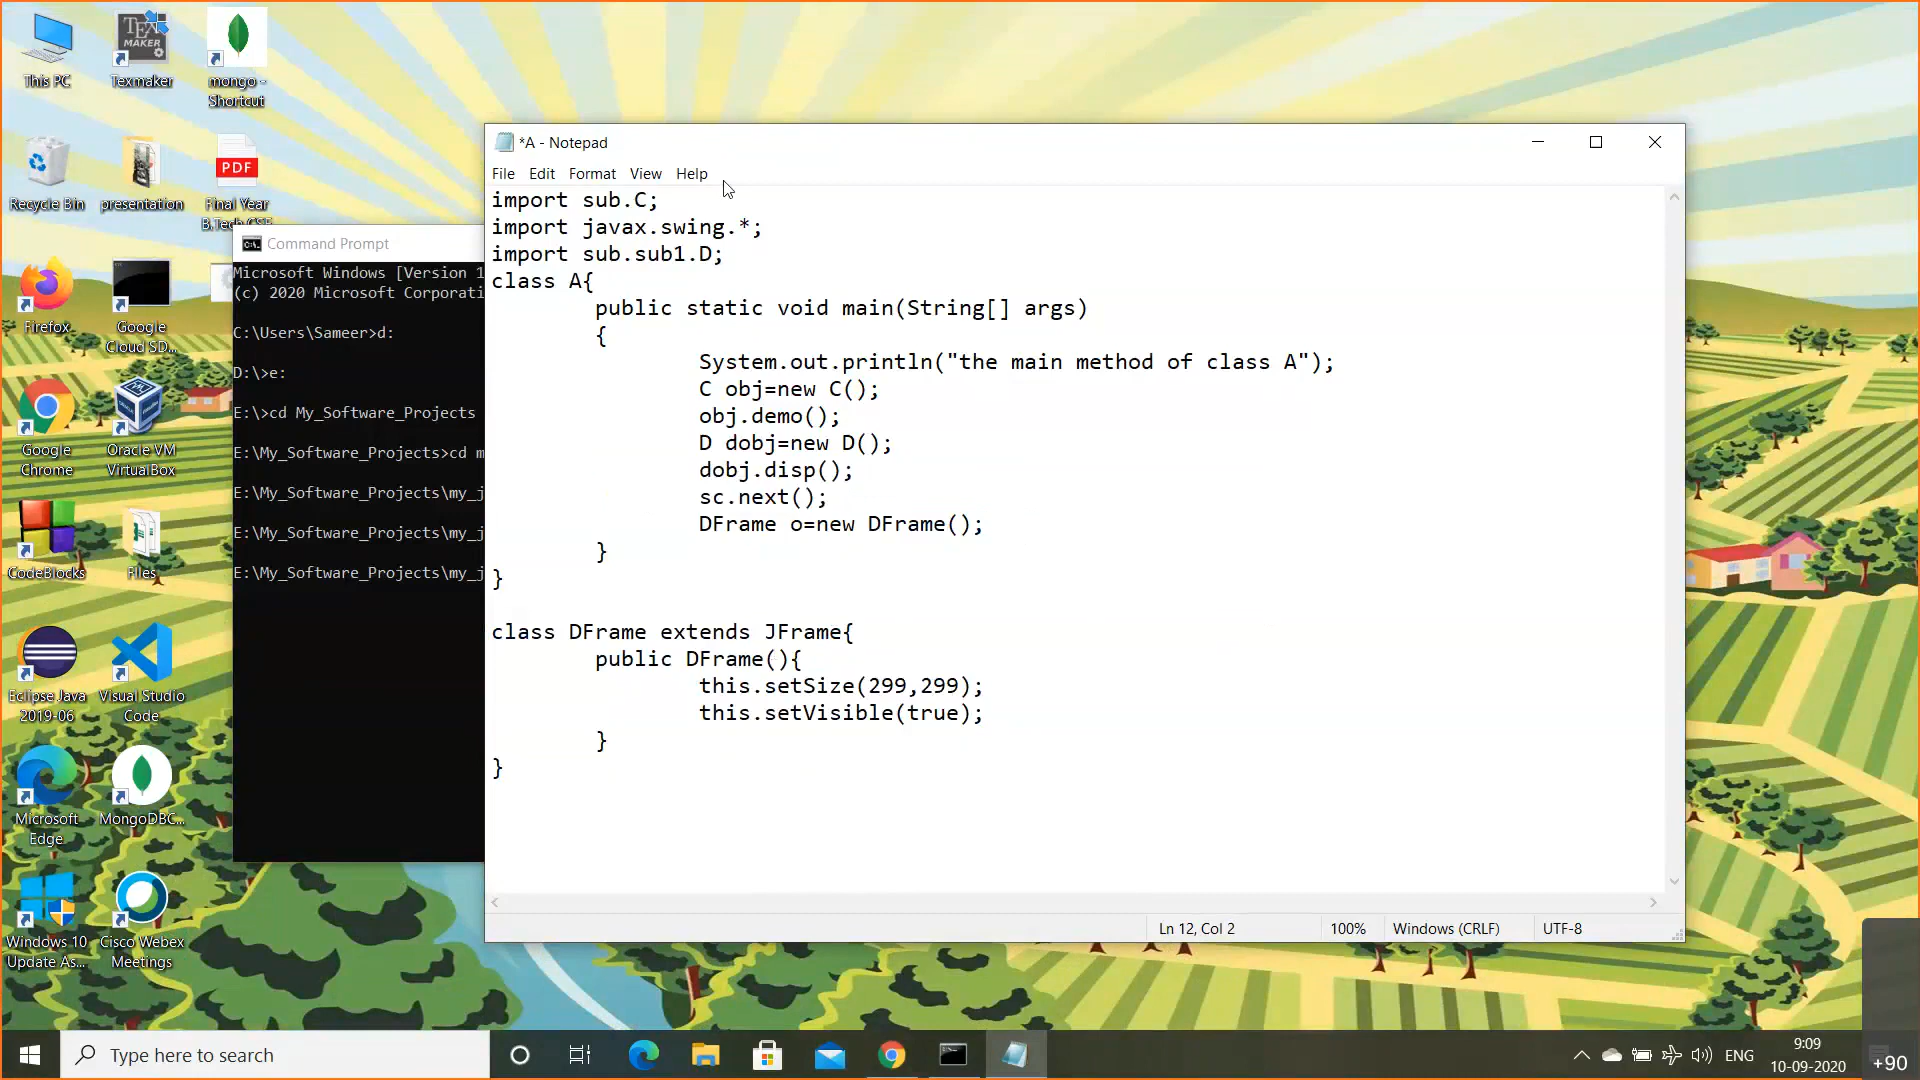 This PC
Texmaker
mongo -
Shortcut
Recycle Bin
presentation
PDF
Final Year
B.Tech CSE
Firefox
Google
Cloud SD...
Google
Chrome
Oracle VM
VirtualBox
CodeBlocks
Files
Eclipse Java
2019-06
Visual Studio
Code
Microsoft
Edge
MongoDBC...
Windows 10
Update As...
Cisco Webex
Meetings
Command Prompt
Microsoft Windows [Version 1
(c) 2020 Microsoft Corporati
C:\Users\Sameer>d:
D:\>e:
E:\>cd My_Software_Projects
E:\My_Software_Projects>cd m
E:\My_Software_Projects\my_j
E:\My_Software_Projects\my_j
E:\My_Software_Projects\my_j
*A - Notepad
File Edit Format View Help
import sub.C;
import javax.swing.*;
import sub.sub1.D;
class A{
public static void main(String[] args)
{
System.out.println("the main method of class A");
C obj=new C();
obj.demo();
D dobj=new D();
dobj.disp();
sc.next();
DFrame o=new DFrame();
}
}
class DFrame extends JFrame{
public DFrame(){
this.setSize(299,299);
this.setVisible(true);
}
}
Ln 12, Col 2 100% Windows (CRLF) UTF-8
Type here to search
ENG
9:09
10-09-2020
+90